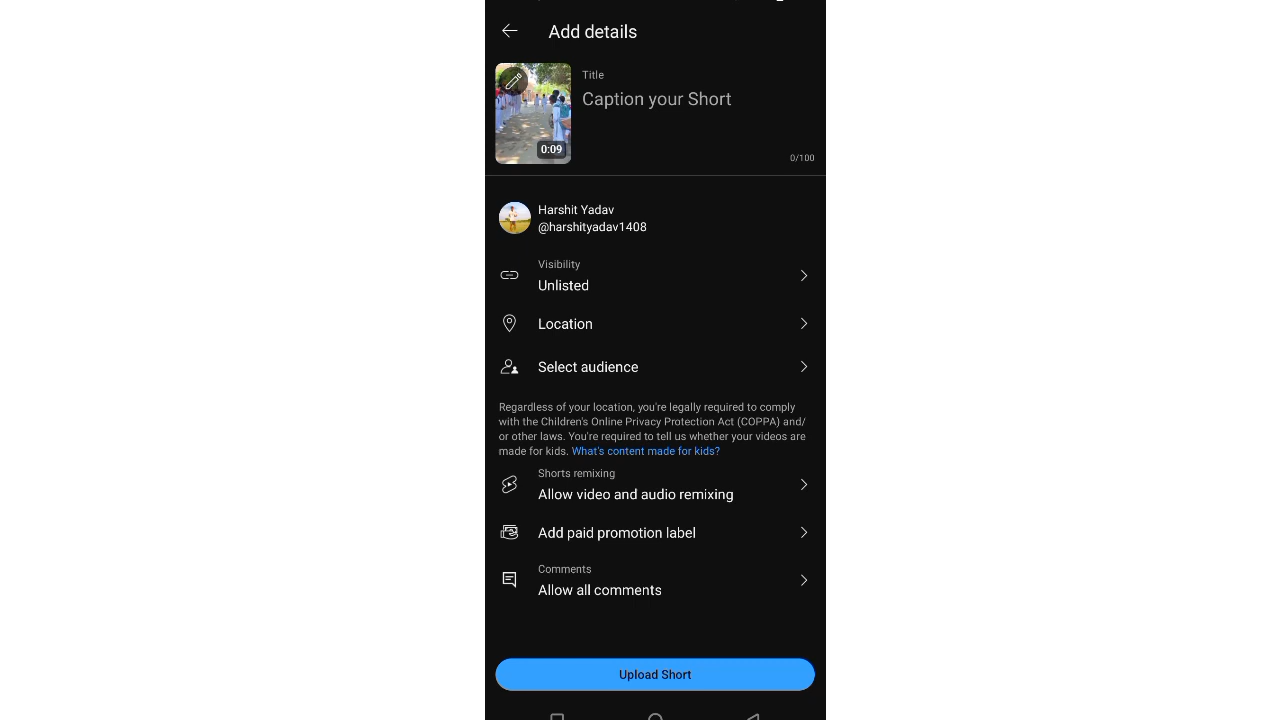 Add details
Title
Caption your Short
0:09
0/100
Harshit Yadav
@harshityadav1408
Visibility
Unlisted
Location
Select audience
Regardless of your location, you're legally required to comply
with the Children's Online Privacy Protection Act (COPPA) and/
or other laws. You're required to tell us whether your videos are
made for kids. What's content made for kids?
Shorts remixing
Allow video and audio remixing
Add paid promotion label
Comments
Allow all comments
Upload Short